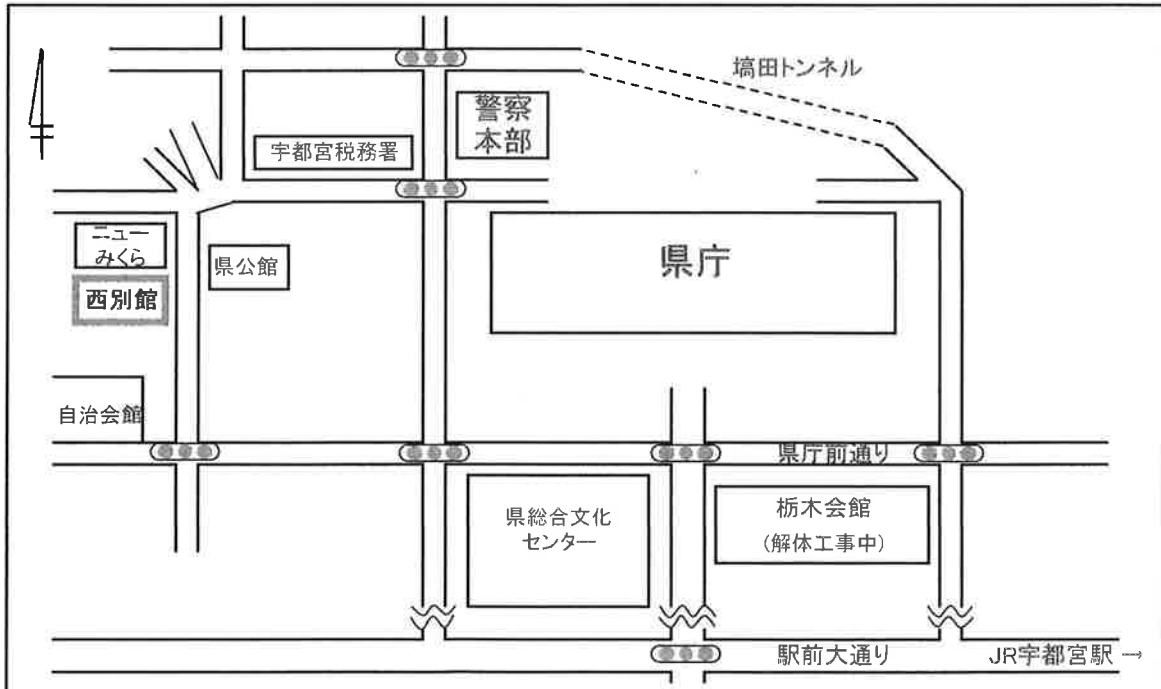 塙田トンネル
警察
本部
宇都宮税務署
ニュー
みくら
県公館
県庁
西別館
自治会館
県庁前通り
県総合文化
センター
栃木会館
(解体工事中)
駅前大通り
JR宇都宮駅 →